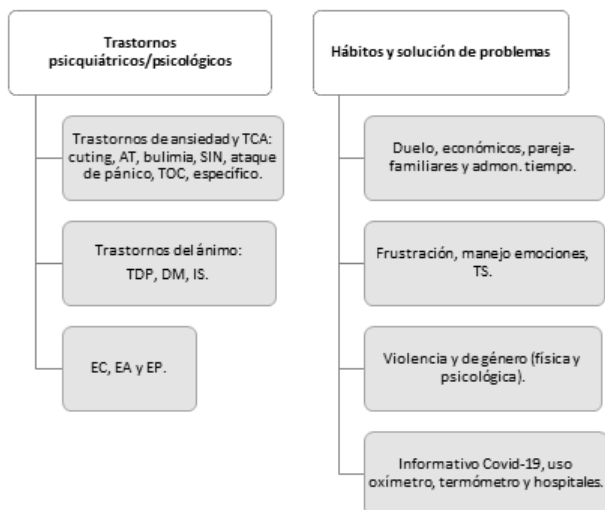 Trastornos
psicquiátricos/psicológicos
Trastornos de ansiedad y TCA:
cuting, AT, bulimia, SIN, ataque
de pánico, TOC, específico.
Trastornos del ánimo:
TDP, DM, IS.
EC, EA y EP.
Hábitos y solución de problemas
Duelo, económicos, pareja-
familiares y admon. tiempo.
Frustración, manejo emociones,
TS.
Violencia y de género (física y
psicológica).
Informativo Covid-19, uso
oxímetro, termómetro y hospitales.